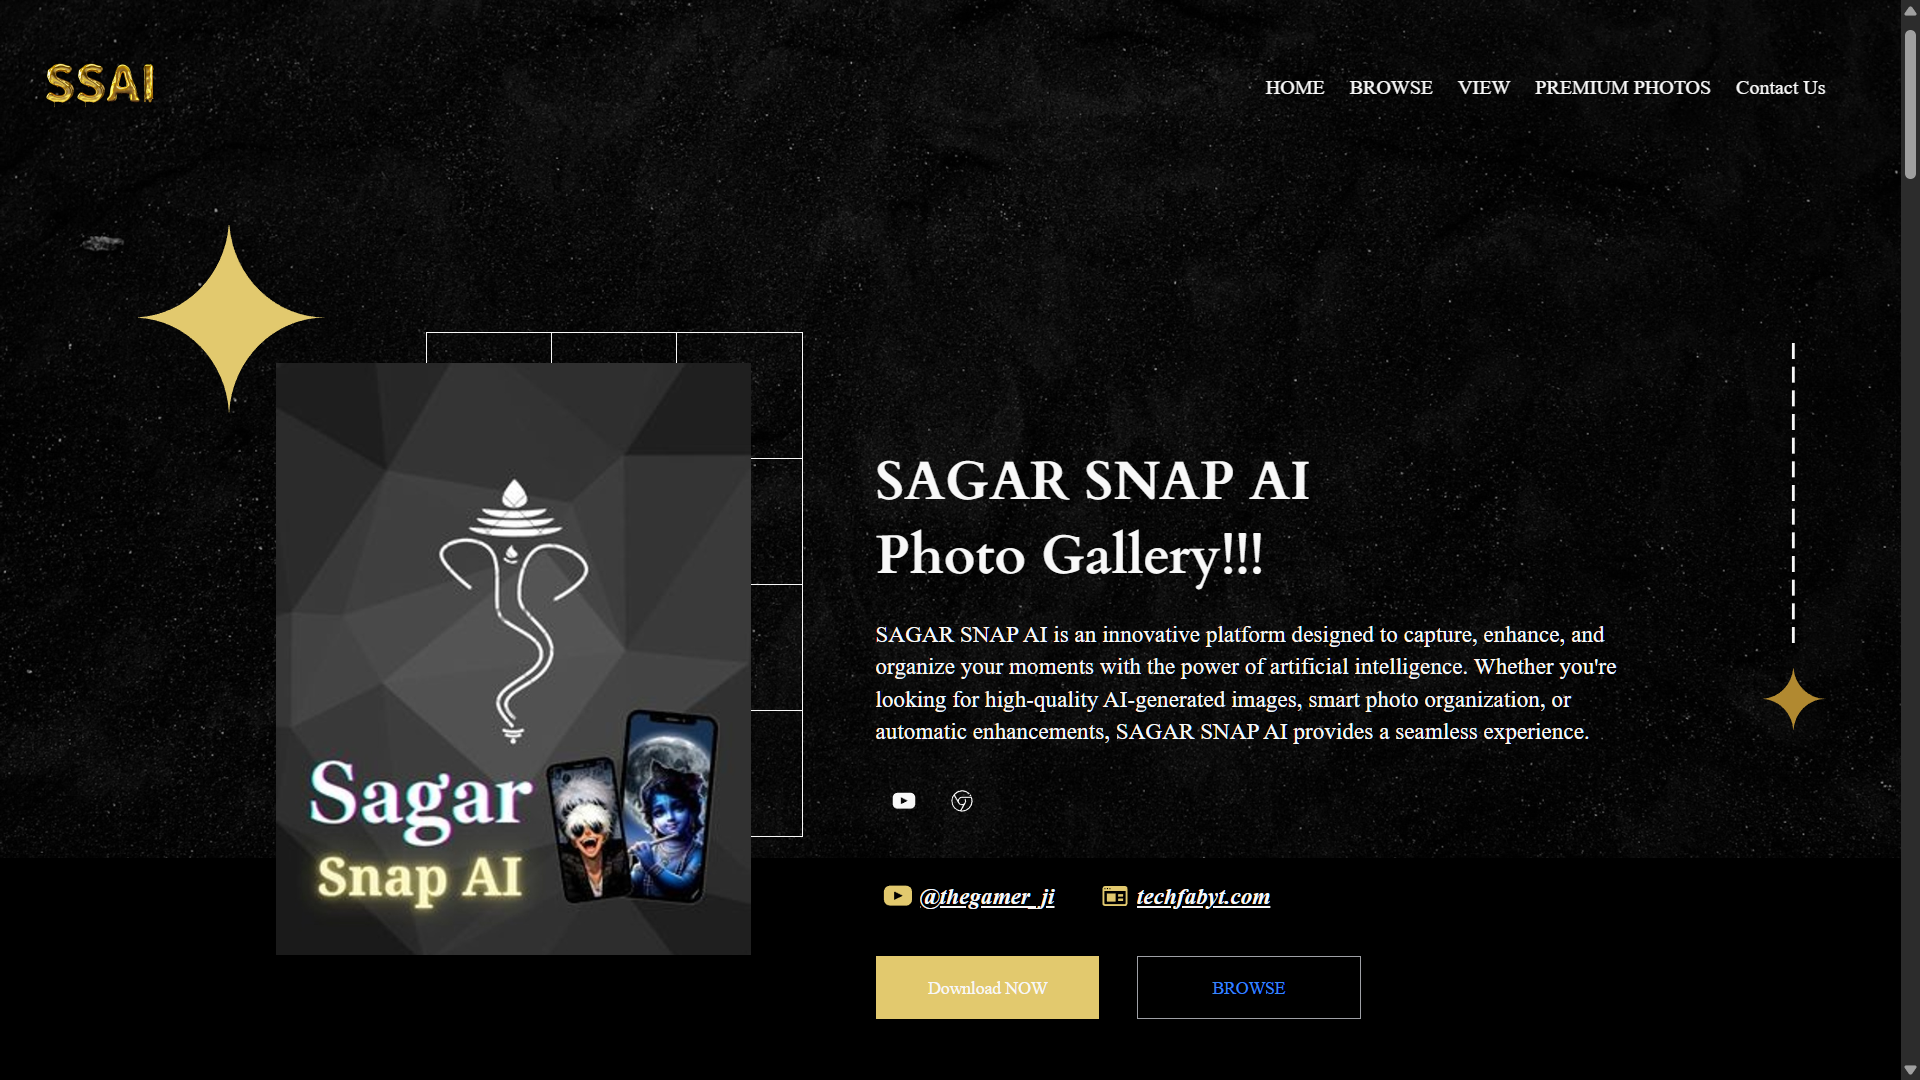 SSAI
HOME BROWSE VIEW PREMIUM PHOTOS Contact Us
Sagar
Snap AI
SAGAR SNAP AI
Photo Gallery!!!
SAGAR SNAP AI is an innovative platform designed to capture, enhance, and
organize your moments with the power of artificial intelligence. Whether you're
looking for high-quality AI-generated images, smart photo organization, or
automatic enhancements, SAGAR SNAP AI provides a seamless experience.
@thegamer_ji techfabyt.com
Download NOW BROWSE